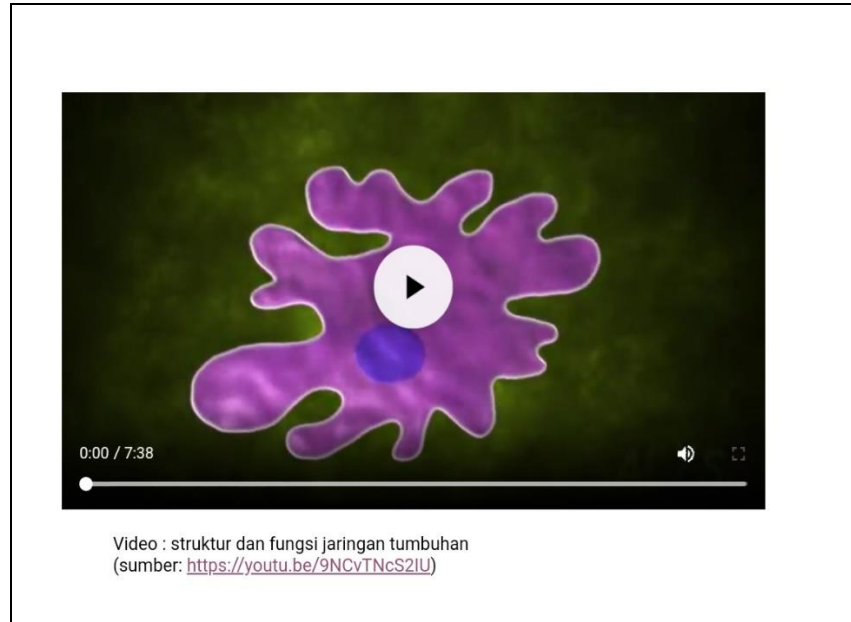 0:00 / 7:38
Video : struktur dan fungsi jaringan tumbuhan
(sumber: https://youtu.be/9NCvTNcS2IU)